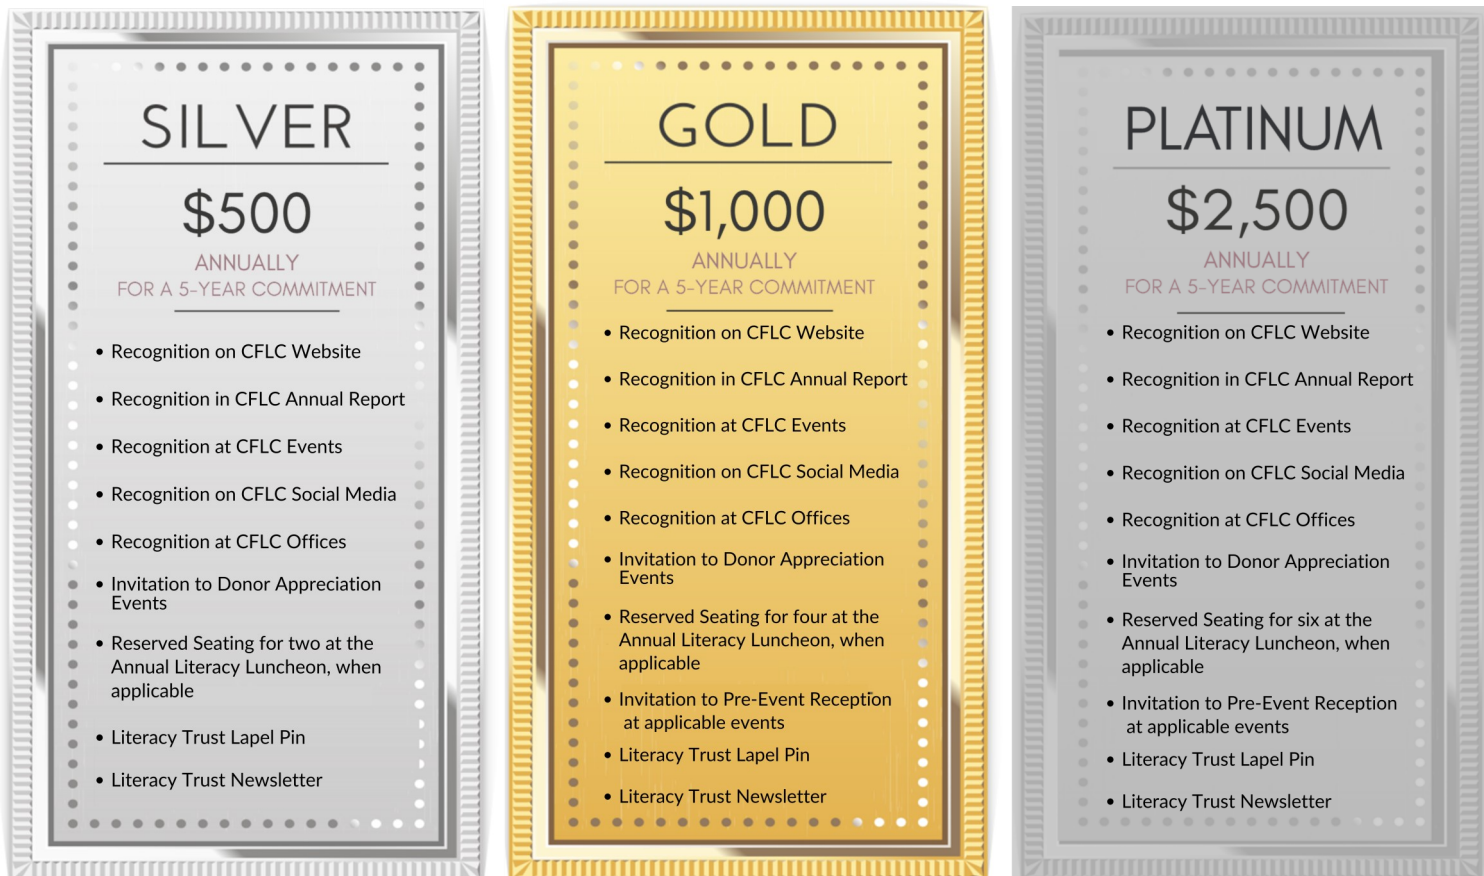 SILVER
$500
ANNUALLY
FOR A 5-YEAR COMMITMENT
• Recognition on CFLC Website
• Recognition in CFLC Annual Report
• Recognition at CFLC Events
• Recognition on CFLC Social Media
• Recognition at CFLC Offices
• Invitation to Donor Appreciation
Events
• Reserved Seating for two at the
Annual Literacy Luncheon, when
applicable
• Literacy Trust Lapel Pin
• Literacy Trust Newsletter
GOLD
$1,000
ANNUALLY
FOR A 5-YEAR COMMITMENT
• Recognition on CFLC Website
• Recognition in CFLC Annual Report
• Recognition at CFLC Events
• Recognition on CFLC Social Media
• Recognition at CFLC Offices
• Invitation to Donor Appreciation
Events
• Reserved Seating for four at the
Annual Literacy Luncheon, when
applicable
• Invitation to Pre-Event Reception
at applicable events
• Literacy Trust Lapel Pin
• Literacy Trust Newsletter
PLATINUM
$2,500
ANNUALLY
FOR A 5-YEAR COMMITMENT
• Recognition on CFLC Website
• Recognition in CFLC Annual Report
• Recognition at CFLC Events
• Recognition on CFLC Social Media
• Recognition at CFLC Offices
• Invitation to Donor Appreciation
Events
• Reserved Seating for six at the
Annual Literacy Luncheon, when
applicable
• Invitation to Pre-Event Reception
at applicable events
• Literacy Trust Lapel Pin
• Literacy Trust Newsletter